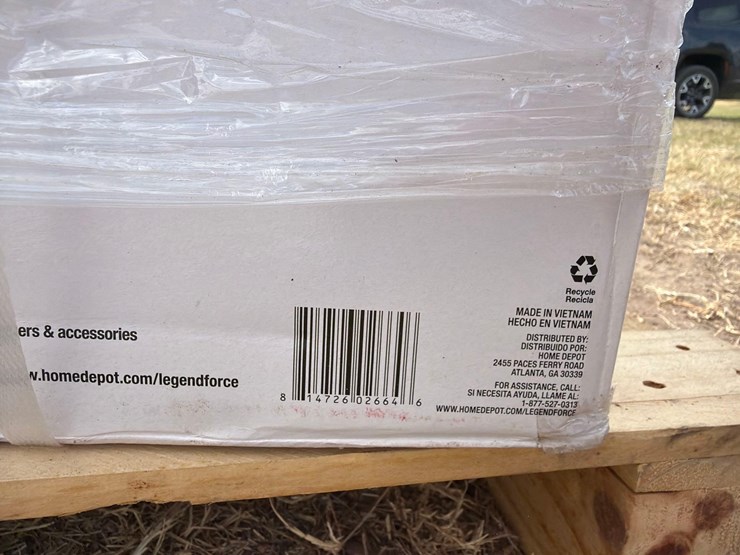 ers & accessories
w.homedepot.com/legendforce
8 14726 02664 6
Recycle
Recicla
MADE IN VIETNAM
HECHO EN VIETNAM
DISTRIBUTED BY:
DISTRIBUIDO POR:
HOME DEPOT
2455 PACES FERRY ROAD
ATLANTA, GA 30339
FOR ASSISTANCE, CALL:
SI NECESITA AYUDA, LLAME AL:
1-877-527-0313
WWW.HOMEDEPOT.COM/LEGENDFORCE